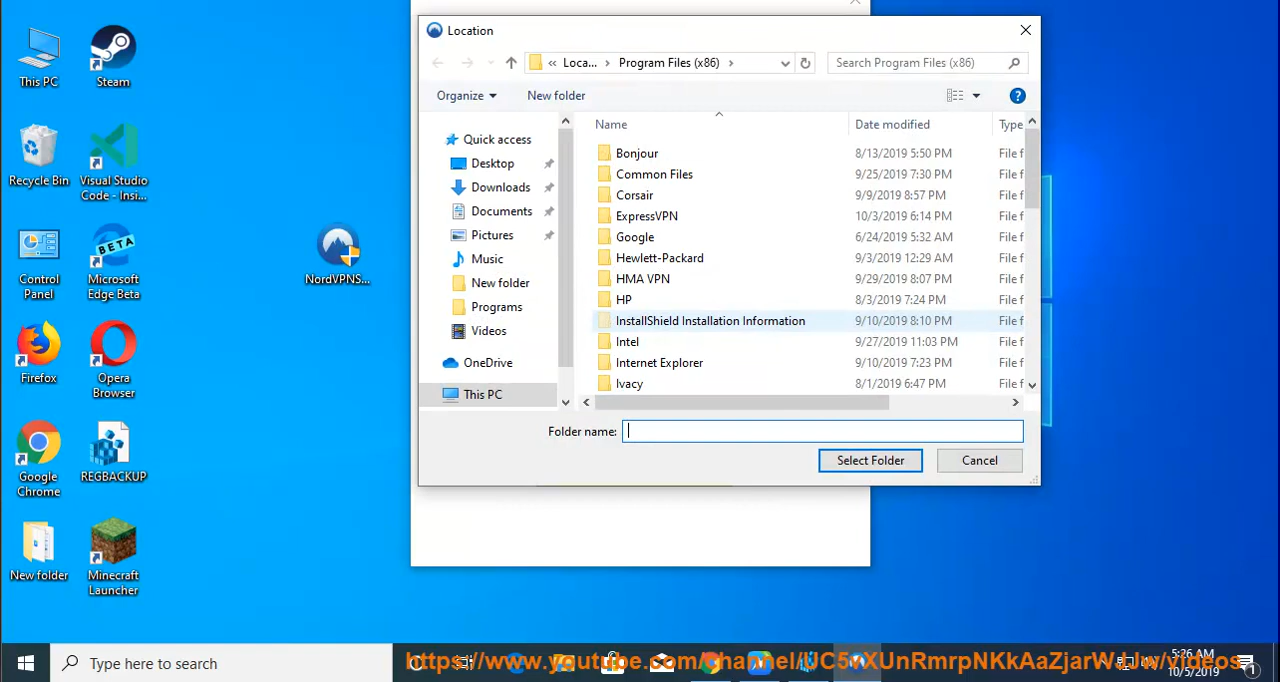 This PC
Steam
Recycle Bin
Visual Studio
Code - Insi...
Control
Panel
Microsoft
Edge Beta
BETA
NordVPNS...
Firefox
Opera
Browser
Google
Chrome
REGBACKUP
New folder
Minecraft
Launcher
Location
« Loca... › Program Files (x86) ›
Search Program Files (x86)
Organize
New folder
?
Quick access
Desktop
Downloads
Documents
Pictures
Music
New folder
Programs
Videos
OneDrive
This PC
Name Date modified Type
Bonjour 8/13/2019 5:50 PM File f
Common Files 9/25/2019 7:30 PM File f
Corsair 9/9/2019 8:57 PM File f
ExpressVPN 10/3/2019 6:14 PM File f
Google 6/24/2019 5:32 AM File f
Hewlett-Packard 9/3/2019 12:29 AM File f
HMA VPN 9/29/2019 8:07 PM File f
HP 8/3/2019 7:24 PM File f
InstallShield Installation Information 9/10/2019 8:10 PM File f
Intel 9/27/2019 11:03 PM File f
Internet Explorer 9/10/2019 7:23 PM File f
Ivacy 8/1/2019 6:47 PM File f
Folder name:
Select Folder
Cancel
Type here to search
5:26 AM
10/5/2019
1